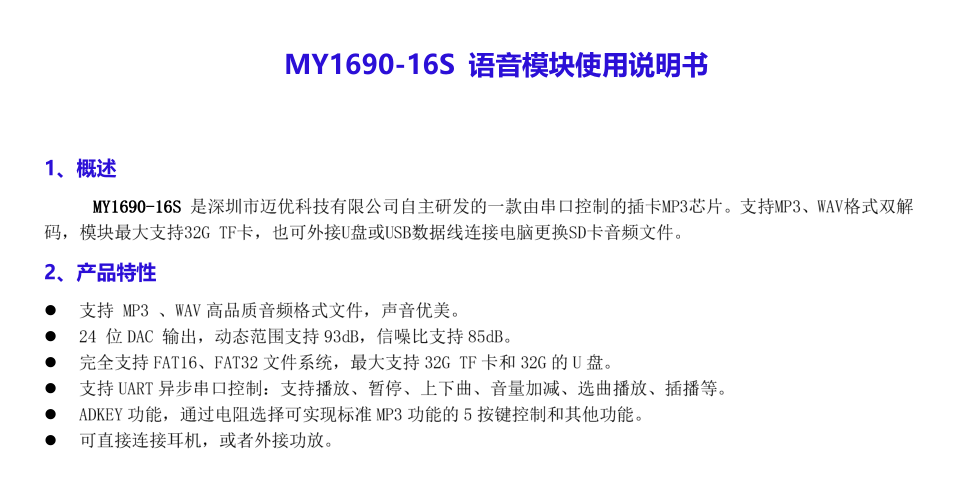 MY1690-16S 语音模块使用说明书
1、概述
MY1690-16S 是深圳市迈优科技有限公司自主研发的一款由串口控制的插卡MP3芯片。支持MP3、WAV格式双解
码，模块最大支持32G TF卡，也可外接U盘或USB数据线连接电脑更换SD卡音频文件。
2、产品特性
● 支持 MP3 、WAV 高品质音频格式文件，声音优美。
● 24 位 DAC 输出，动态范围支持 93dB，信噪比支持 85dB。
● 完全支持 FAT16、FAT32 文件系统，最大支持 32G TF 卡和 32G 的 U 盘。
● 支持 UART 异步串口控制：支持播放、暂停、上下曲、音量加减、选曲播放、插播等。
● ADKEY 功能，通过电阻选择可实现标准 MP3 功能的 5 按键控制和其他功能。
● 可直接连接耳机，或者外接功放。